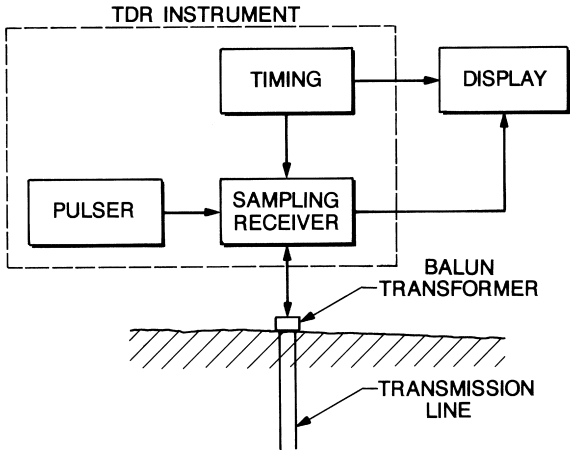 TDR INSTRUMENT
TIMING
DISPLAY
PULSER
SAMPLING
RECEIVER
BALUN
TRANSFORMER
TRANSMISSION
LINE